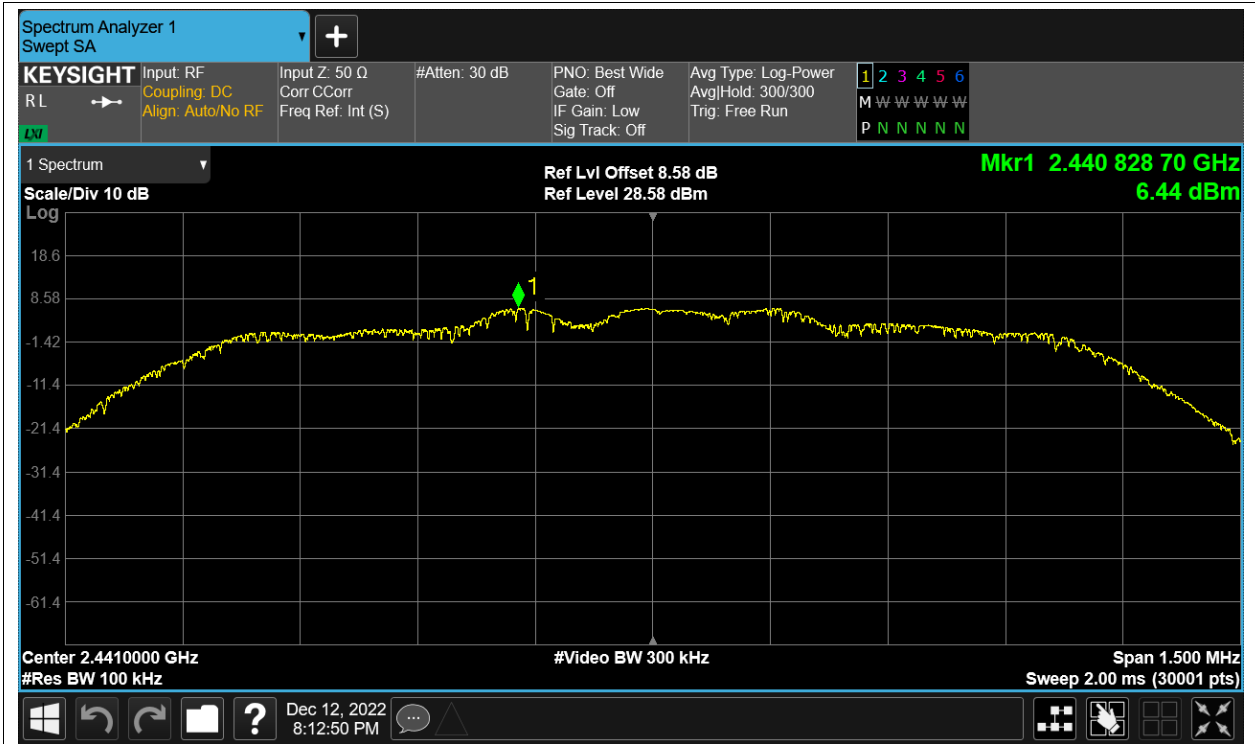 Spectrum Analyzer 1
Swept SA
KEYSIGHT
RL
LXI
Input: RF
Coupling: DC
Align: Auto/No RF
Input Z: 50 Ω
Corr CCorr
Freq Ref: Int (S)
#Atten: 30 dB
PNO: Best Wide
Gate: Off
IF Gain: Low
Sig Track: Off
Avg Type: Log-Power
Avg|Hold: 300/300
Trig: Free Run
1 2 3 4 5 6
M W W W W W
P N N N N N
1 Spectrum
Scale/Div 10 dB
Log
Ref Lvl Offset 8.58 dB
Ref Level 28.58 dBm
Mkr1 2.440 828 70 GHz
6.44 dBm
18.6
8.58
-1.42
-11.4
-21.4
-31.4
-41.4
-51.4
-61.4
1
Center 2.4410000 GHz
#Res BW 100 kHz
#Video BW 300 kHz
Span 1.500 MHz
Sweep 2.00 ms (30001 pts)
?
Dec 12, 2022
8:12:50 PM